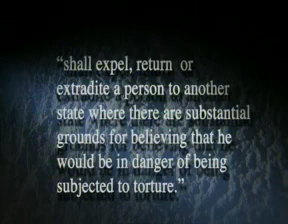 “shall expel, return or
extradite a person to another
state where there are substantial
grounds for believing that he
would be in danger of being
subjected to torture.”